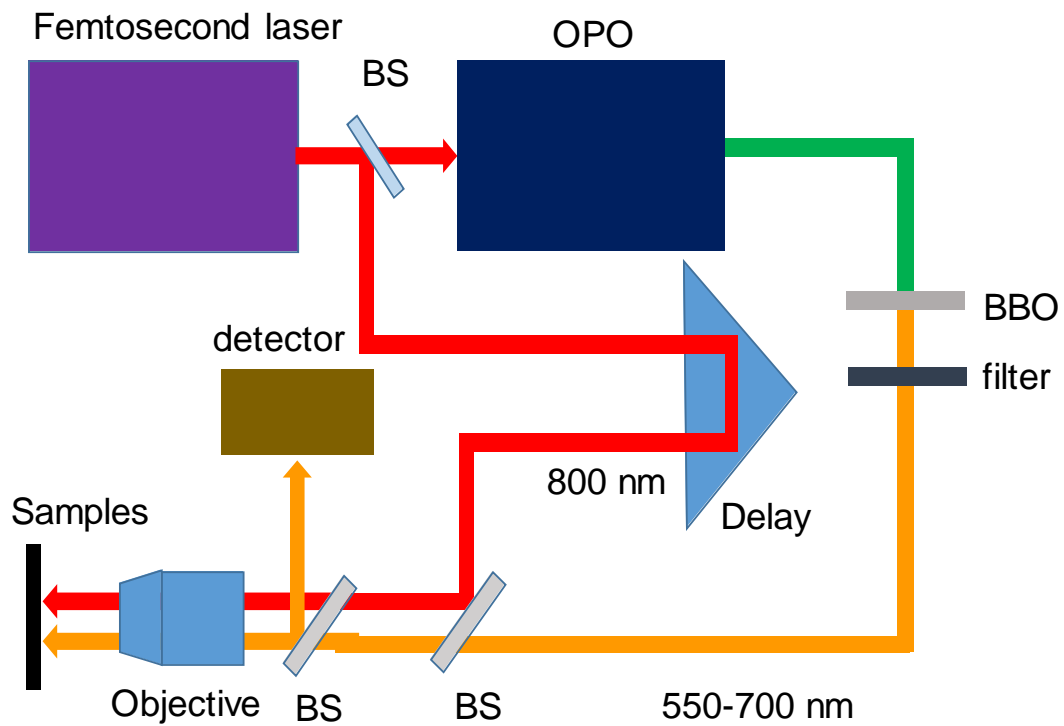 Femtosecond laser
OPO
BS
BBO
detector
filter
800 nm
Delay
Samples
Objective
BS
BS
550-700 nm